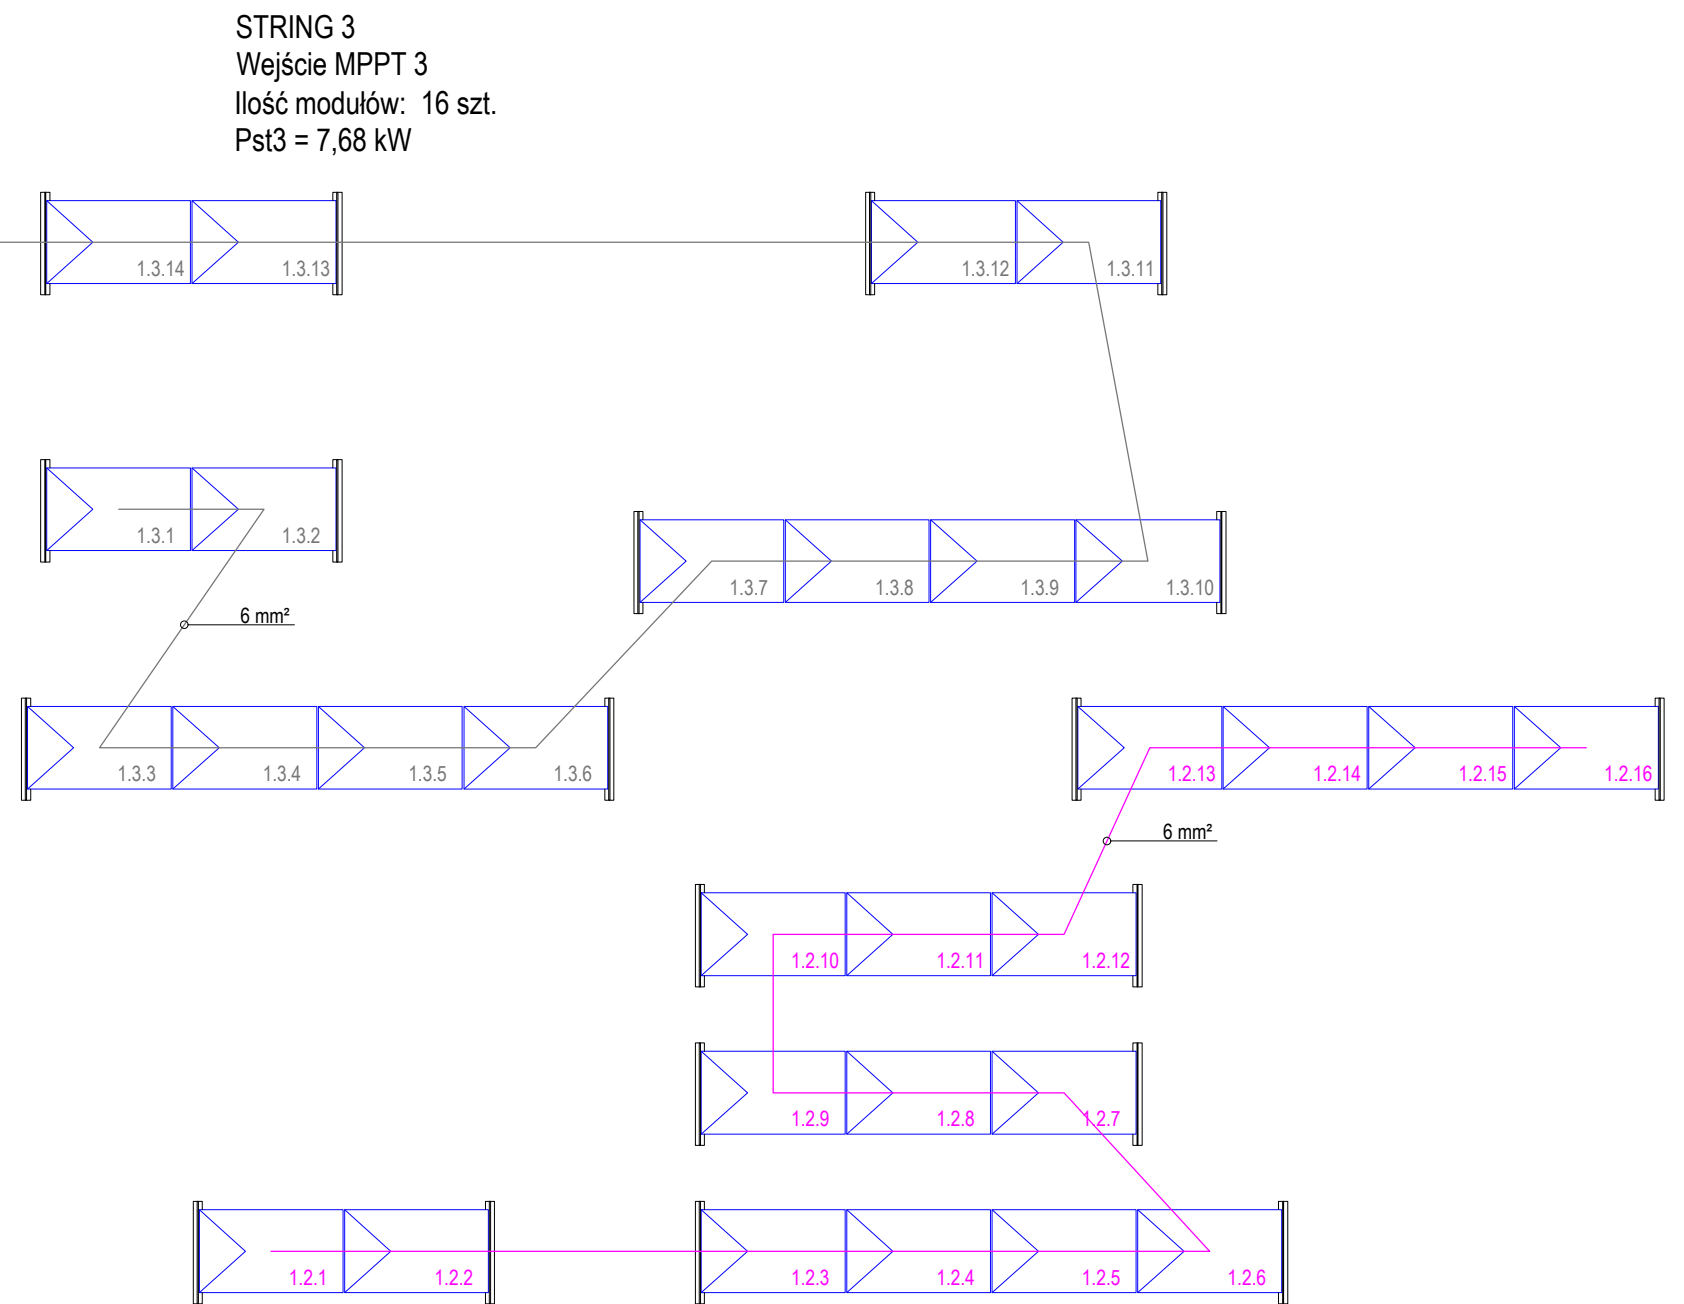 STRING 3
Wejście MPPT 3
Ilość modułów: 16 szt.
Pst3 = 7,68 kW
1.3.14 1.3.13 1.3.12 1.3.11
1.3.1 1.3.2
1.3.7 1.3.8 1.3.9 1.3.10
6 mm²
1.3.3 1.3.4 1.3.5 1.3.6
1.2.13 1.2.14 1.2.15 1.2.16
6 mm²
1.2.10 1.2.11 1.2.12
1.2.9 1.2.8 1.2.7
1.2.1 1.2.2 1.2.3 1.2.4 1.2.5 1.2.6